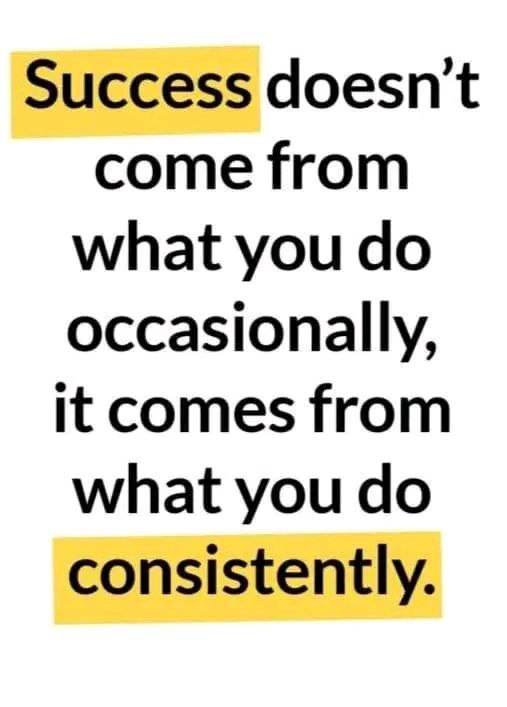 Success doesn’t
come from
what you do
occasionally,
it comes from
what you do
consistently.